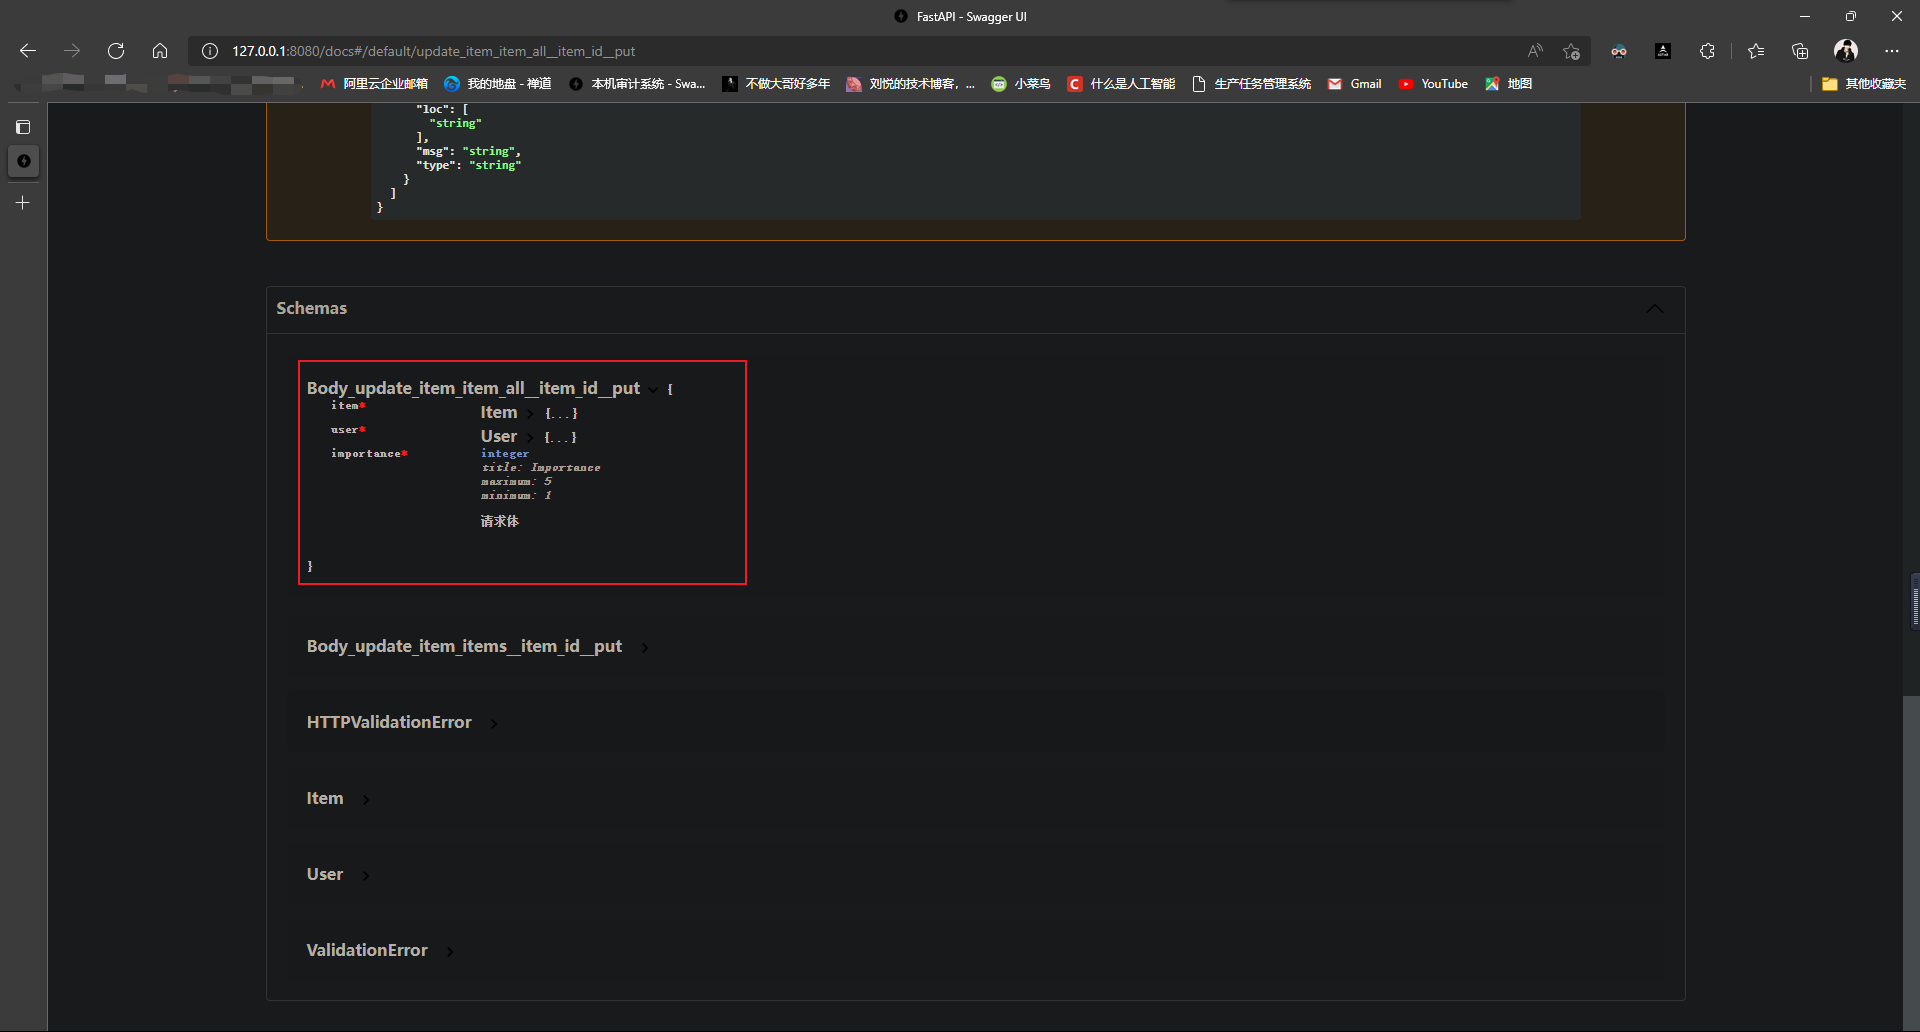 FastAPI - Swagger UI
127.0.0.1:8080/docs#/default/update_item_item_all__item_id__put
阿里云企业邮箱 我的地盘 - 禅道 本机审计系统 - Swa... 不做大哥好多年 刘悦的技术博客，... 小菜鸟 什么是人工智能 生产任务管理系统 Gmail YouTube 地图 其他收藏夹
"loc": [
"string"
],
"msg": "string",
"type": "string"
}
]
}
Schemas
Body_update_item_item_all__item_id__put {
item* Item {...}
user* User {...}
importance* integer
title: Importance
maximum: 5
minimum: 1
请求体
}
Body_update_item_items__item_id__put
HTTPValidationError
Item
User
ValidationError